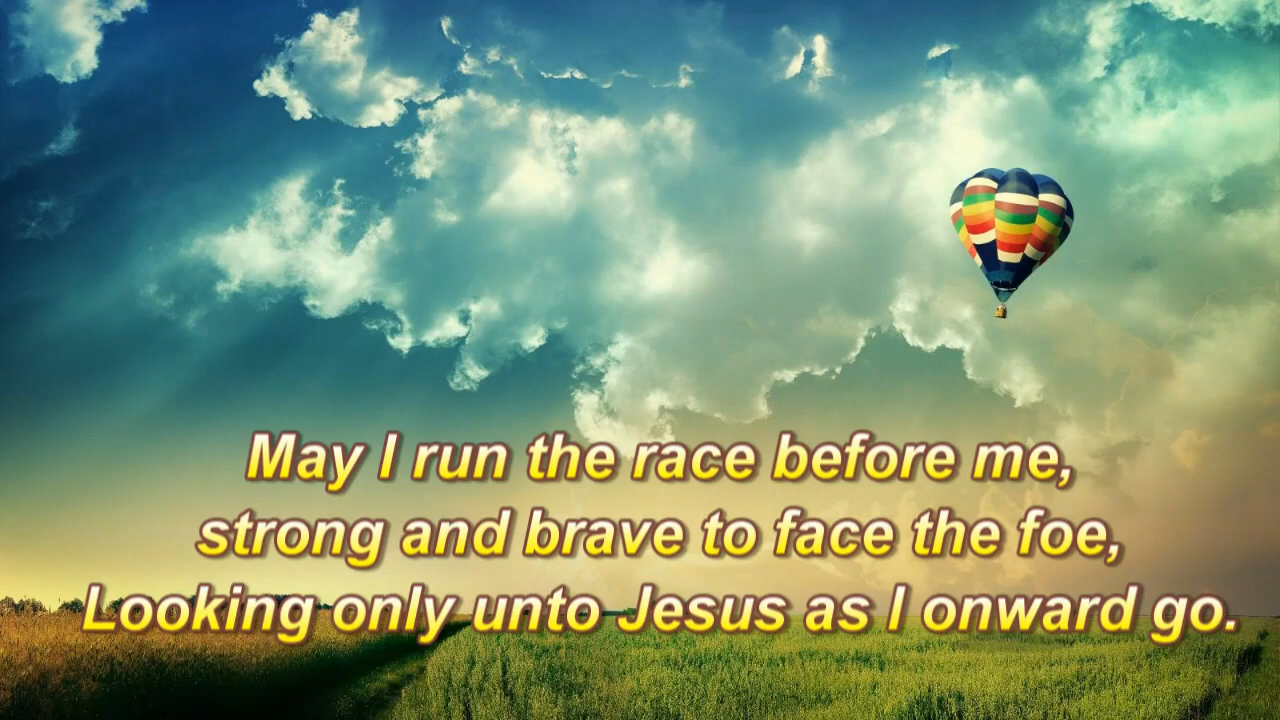 May I run the race before me,
strong and brave to face the foe,
Looking only unto Jesus as I onward go.